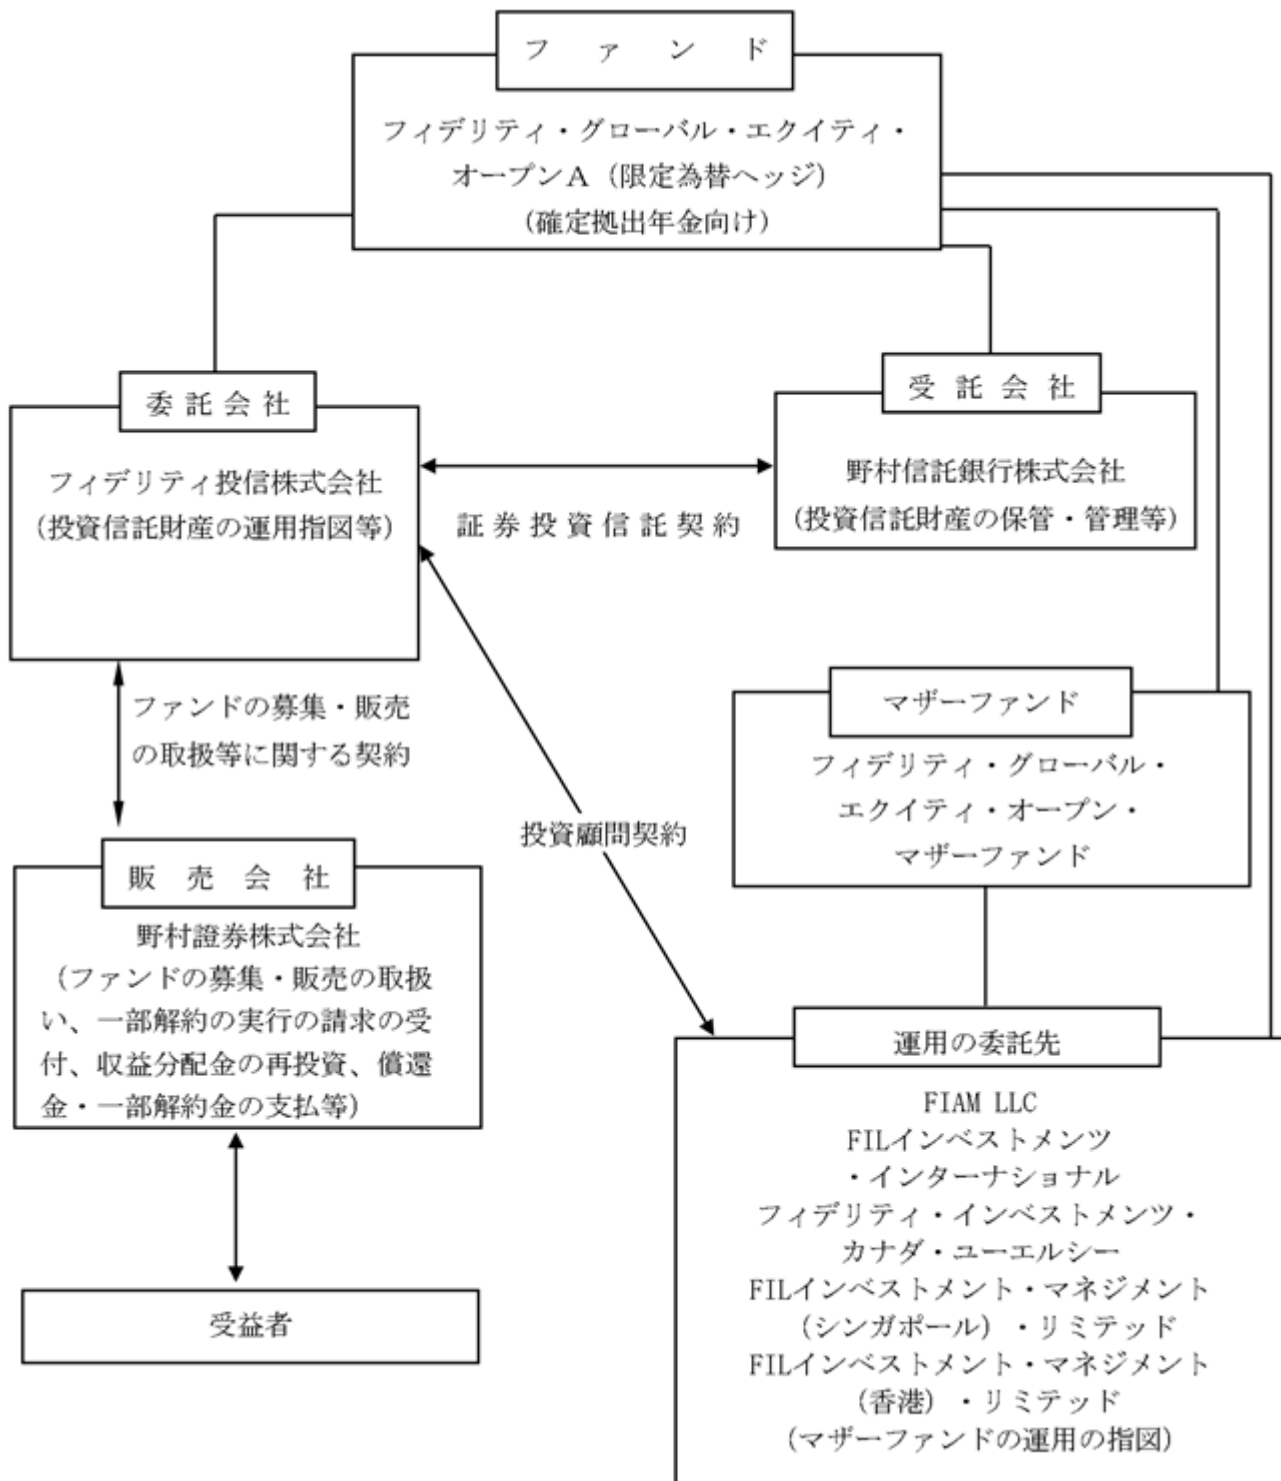 ファンド
フィデリティ・グローバル・エクイティ・
オープンA（限定為替ヘッジ）
（確定拠出年金向け）
委託会社
フィデリティ投信株式会社
（投資信託財産の運用指図等）
証券投資信託契約
受託会社
野村信託銀行株式会社
（投資信託財産の保管・管理等）
ファンドの募集・販売
の取扱等に関する契約
投資顧問契約
マザーファンド
フィデリティ・グローバル・
エクイティ・オープン・
マザーファンド
販売会社
野村證券株式会社
（ファンドの募集・販売の取扱
い、一部解約の実行の請求の受
付、収益分配金の再投資、償還
金・一部解約金の支払等）
受益者
運用の委託先
FIAM LLC
FILインベストメンツ
・インターナショナル
フィデリティ・インベストメンツ・
カナダ・ユーエルシー
FILインベストメント・マネジメント
（シンガポール）・リミテッド
FILインベストメント・マネジメント
（香港）・リミテッド
（マザーファンドの運用の指図）